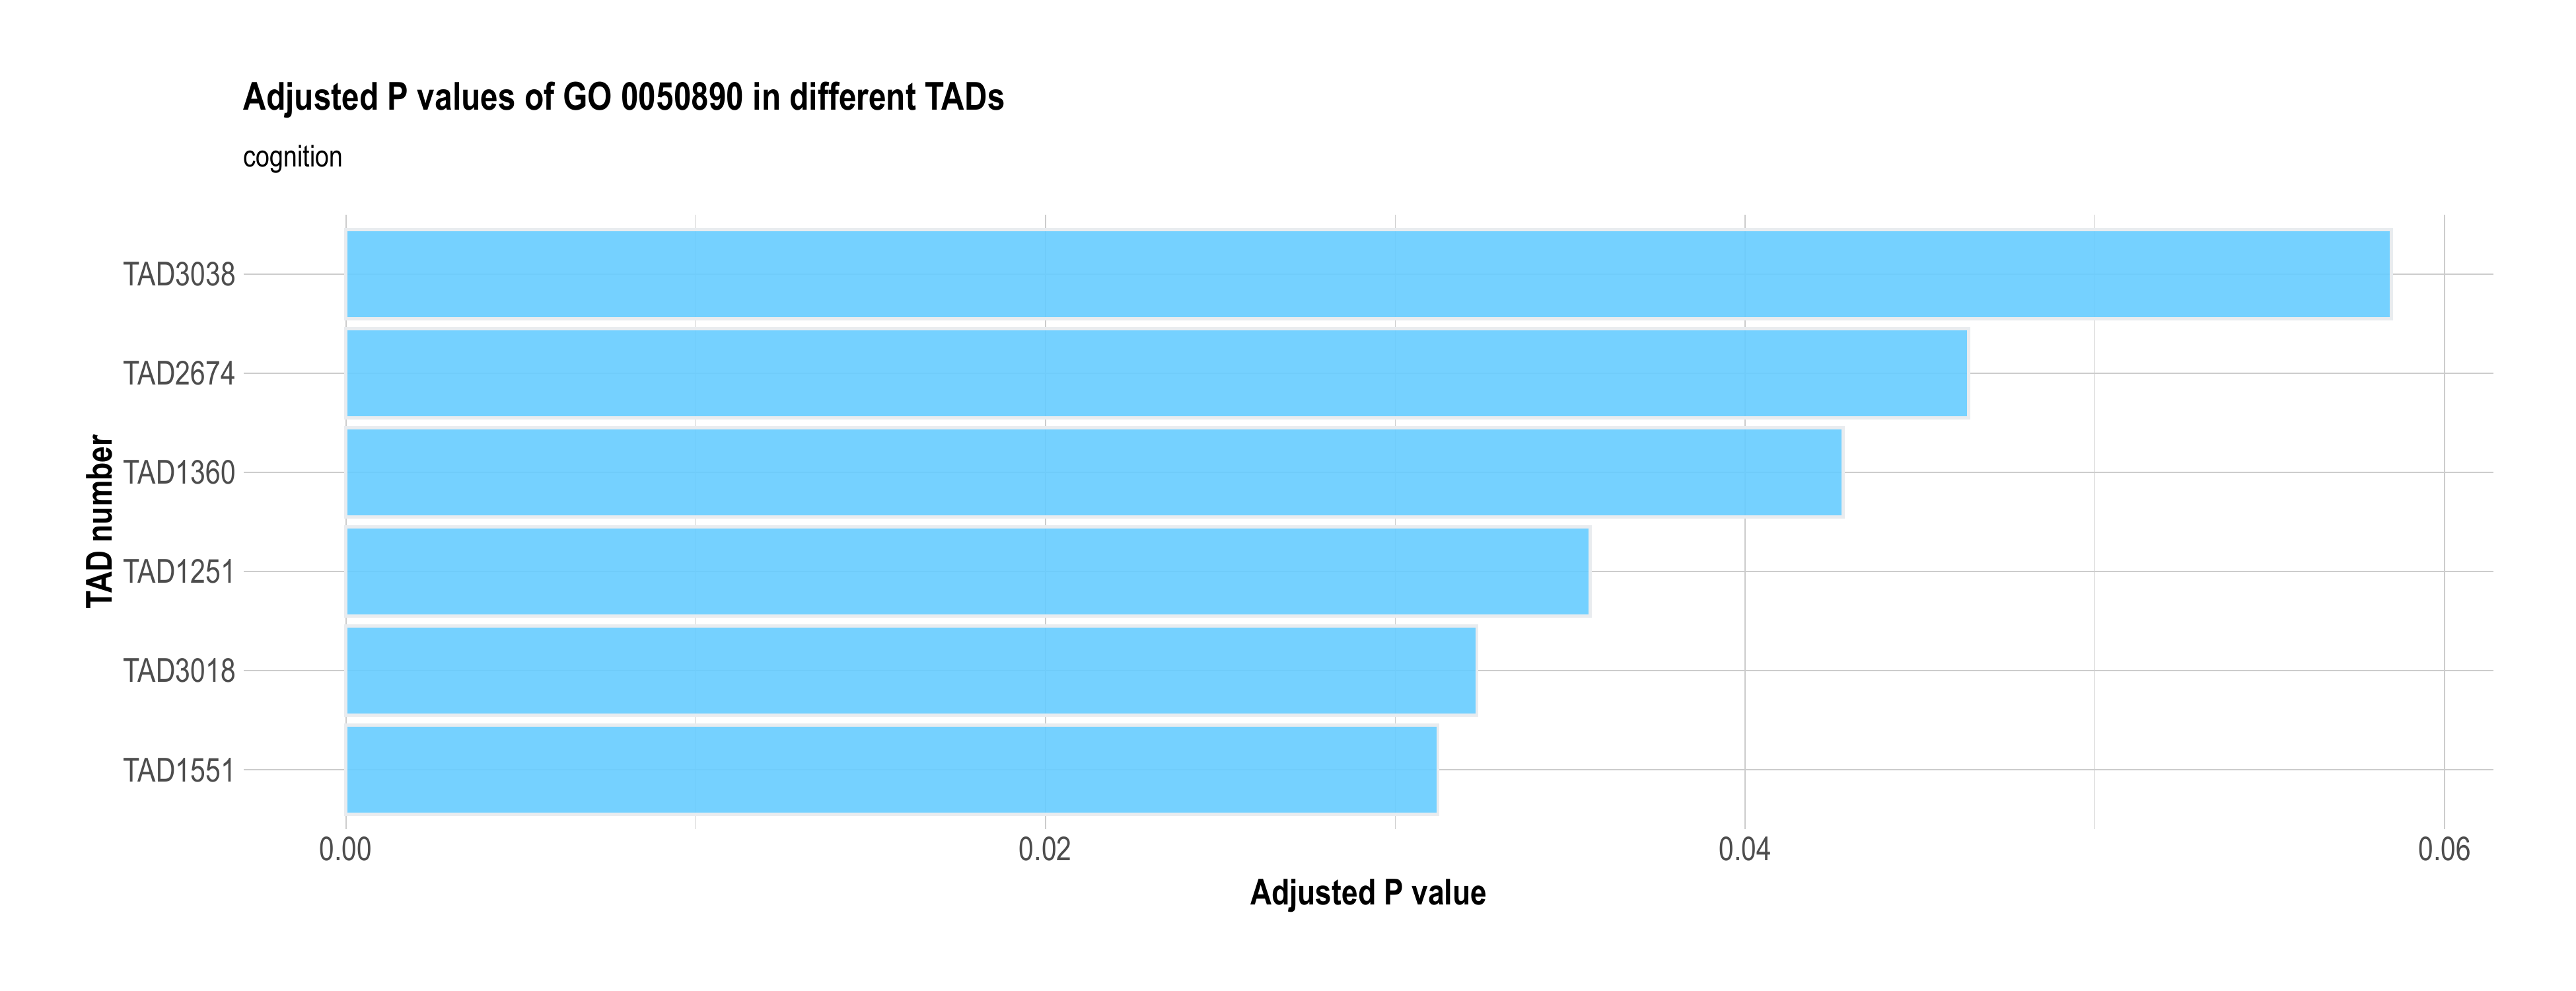 Adjusted P values of GO 0050890 in different TADs
cognition
TAD number
TAD3038
TAD2674
TAD1360
TAD1251
TAD3018
TAD1551
0.00 0.02 0.04 0.06
Adjusted P value